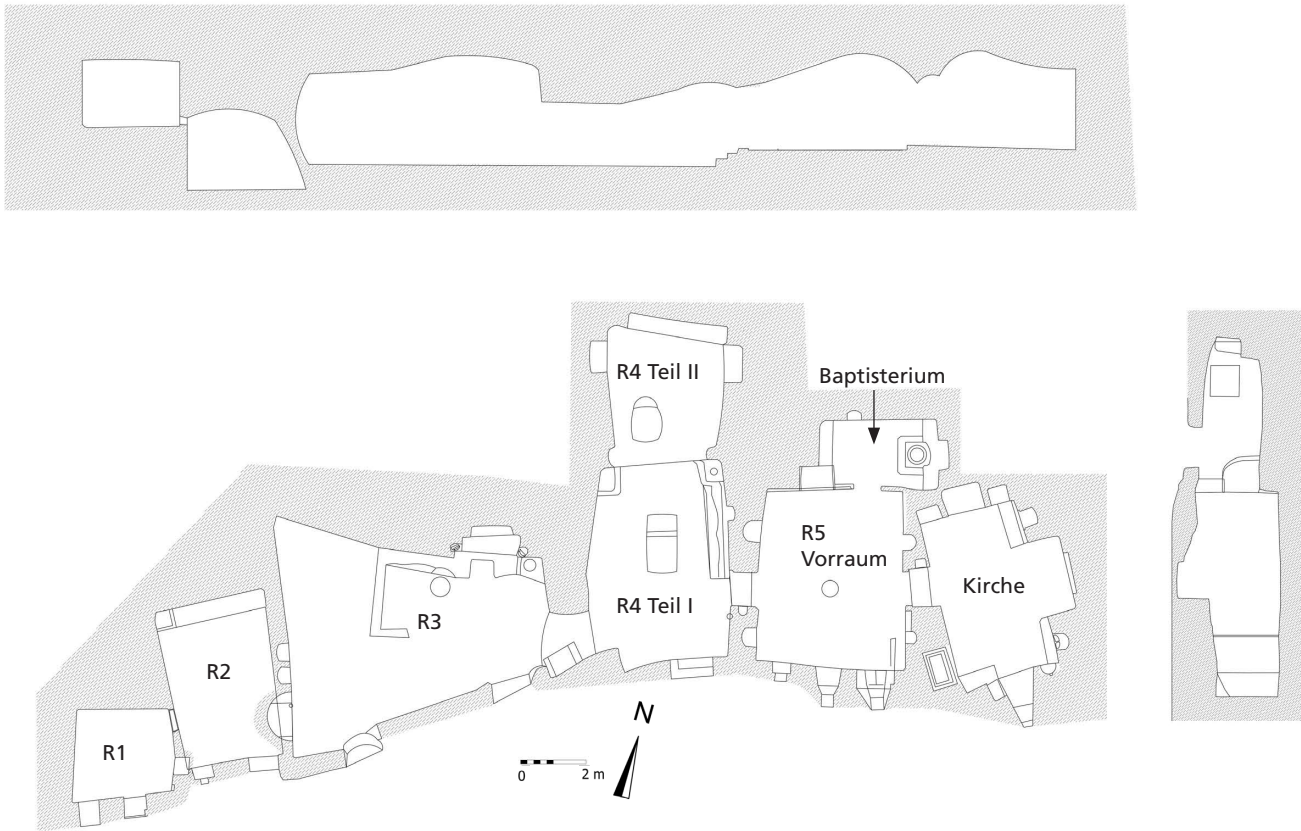 R4 Teil II
Baptisterium
R5
Vorraum
Kirche
R4 Teil I
R3
R2
R1
N
0 2 m